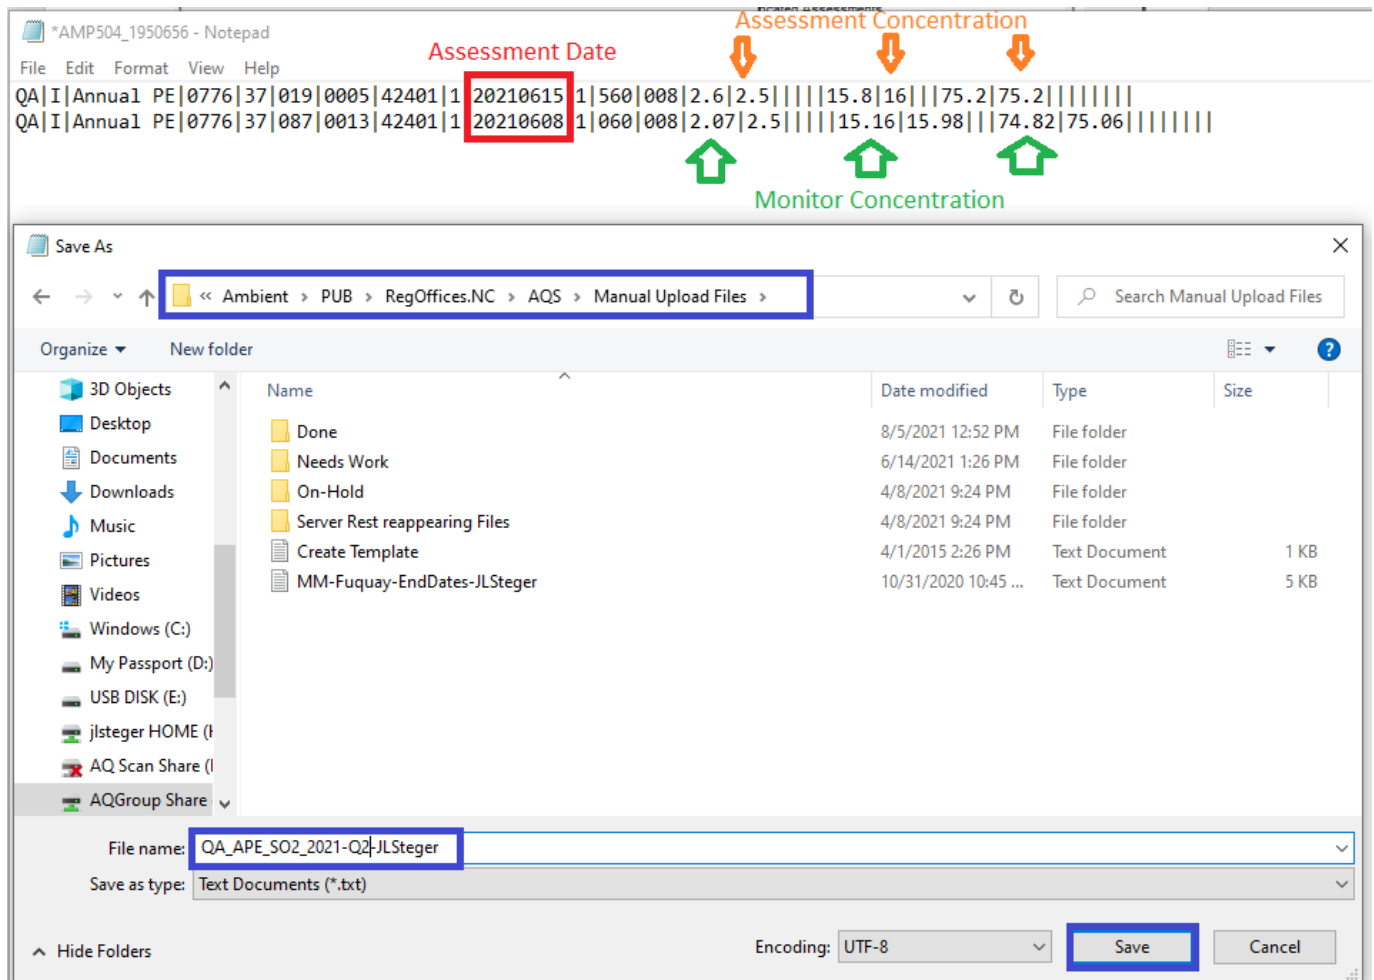 *AMP504_1950656 - Notepad
Assessment Concentration
Assessment Date
File Edit Format View Help
QA|I|Annual PE|0776|37|019|0005|42401|1 20210615 1|560|008|2.6|2.5|||||15.8|16|||75.2|75.2||||||||
QA|I|Annual PE|0776|37|087|0013|42401|1 20210608 1|060|008|2.07|2.5|||||15.16|15.98|||74.82|75.06||||||||
Monitor Concentration
Save As
« Ambient > PUB > RegOffices.NC > AQS > Manual Upload Files >
Search Manual Upload Files
Organize New folder
Name Date modified Type Size
3D Objects
Desktop
Documents
Downloads
Music
Pictures
Videos
Windows (C:)
My Passport (D:)
USB DISK (E:)
jlsteger HOME (
AQ Scan Share (
AQGroup Share
Done 8/5/2021 12:52 PM File folder
Needs Work 6/14/2021 1:26 PM File folder
On-Hold 4/8/2021 9:24 PM File folder
Server Rest reappearing Files 4/8/2021 9:24 PM File folder
Create Template 4/1/2015 2:26 PM Text Document 1 KB
MM-Fuquay-EndDates-JLSteger 10/31/2020 10:45 ... Text Document 5 KB
File name: QA_APE_SO2_2021-Q2-JLSteger
Save as type: Text Documents (*.txt)
Hide Folders
Encoding: UTF-8
Save
Cancel